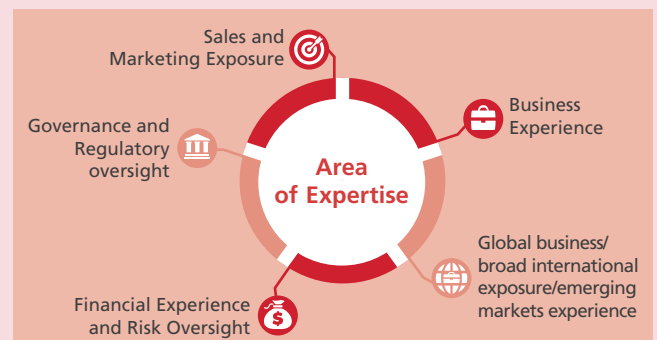 Sales and
Marketing Exposure
Business
Experience
Governance and
Regulatory
oversight
Area
of Expertise
Global business/
broad international
exposure/emerging
markets experience
Financial Experience
and Risk Oversight
$